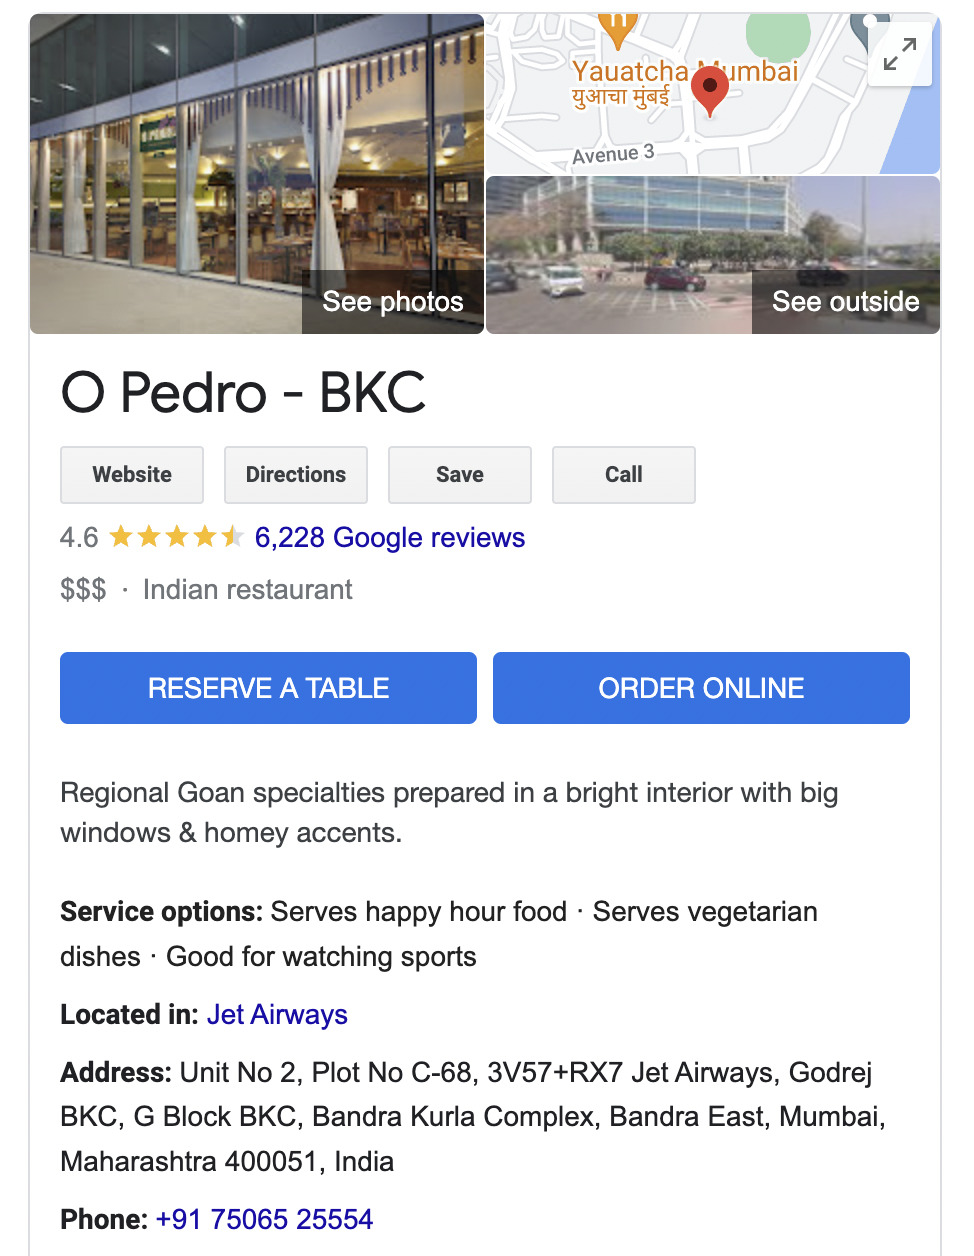 Yauatcha Mumbai
युआचा मुंबई
Avenue 3
See photos
See outside
O Pedro - BKC
Website Directions Save Call
4.6 6,228 Google reviews
$$$ · Indian restaurant
RESERVE A TABLE ORDER ONLINE
Regional Goan specialties prepared in a bright interior with big
windows & homey accents.
Service options: Serves happy hour food · Serves vegetarian
dishes · Good for watching sports
Located in: Jet Airways
Address: Unit No 2, Plot No C-68, 3V57+RX7 Jet Airways, Godrej
BKC, G Block BKC, Bandra Kurla Complex, Bandra East, Mumbai,
Maharashtra 400051, India
Phone: +91 75065 25554